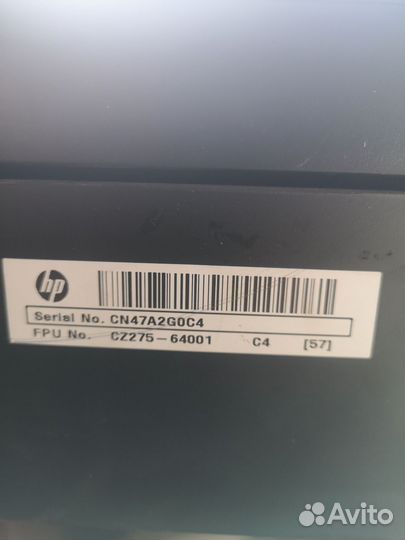 hp
Serial No. CN47A2G0C4
FPU No. CZ275-64001 C4 [57]
Avito